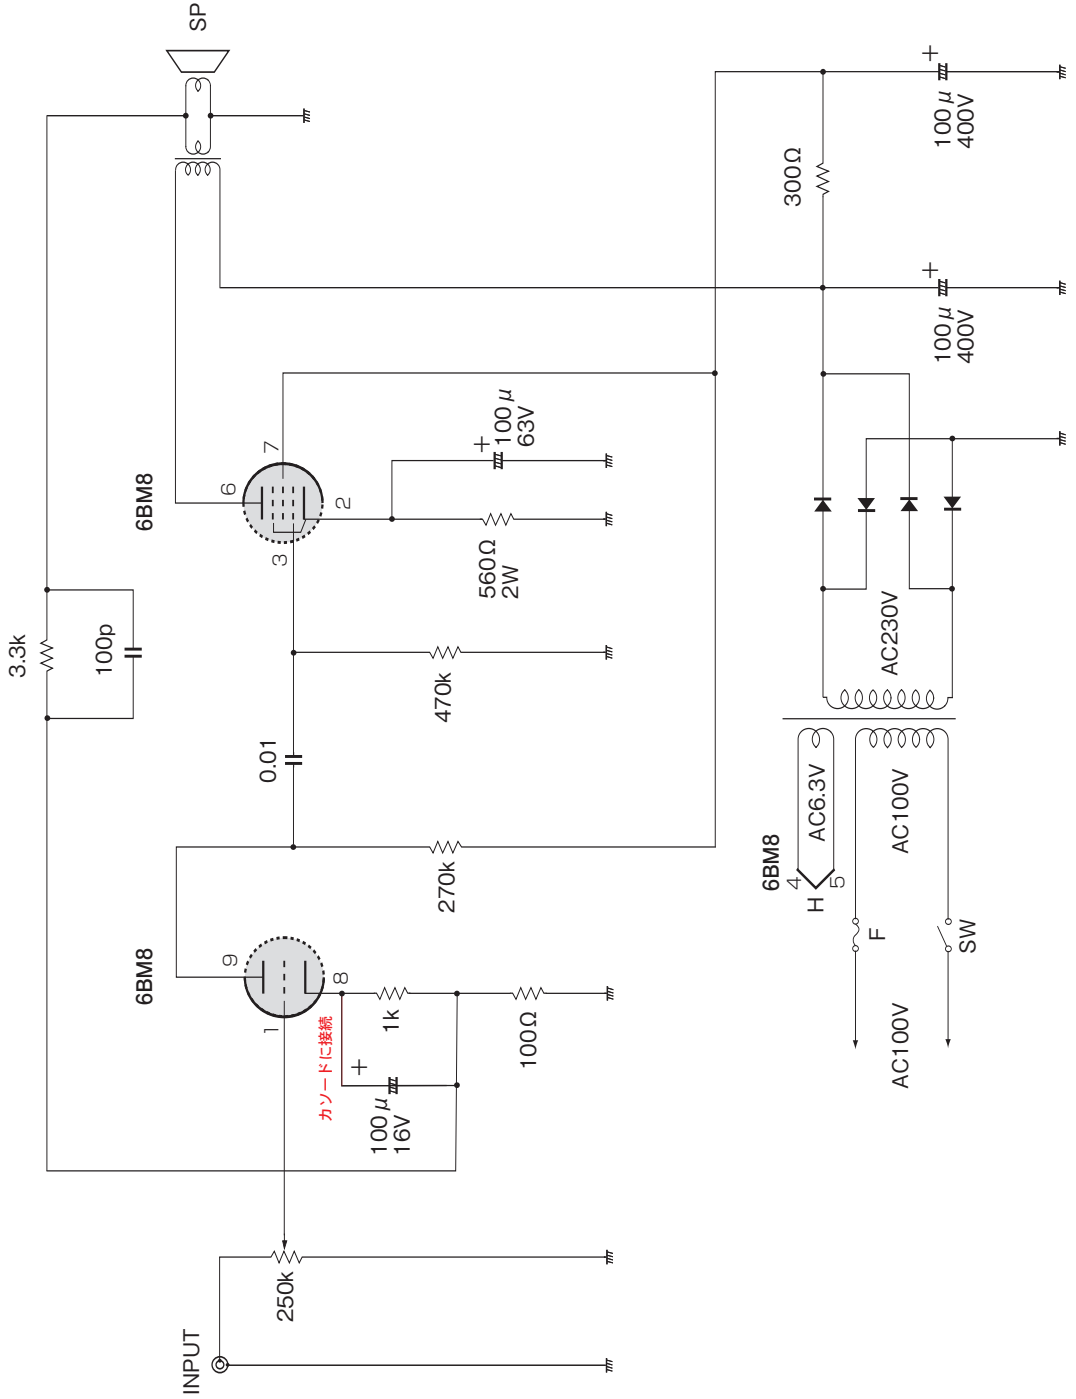 INPUT
250k
1
9
8
6BM8
カソードに接続
+
100μ
16V
1k
100Ω
3.3k
100p
270k
0.01
470k
6BM8
6
3
7
2
560Ω
2W
+
100μ
63V
SP
AC100V
F
SW
6BM8
4
5
H
AC6.3V
AC100V
AC230V
300Ω
+
100μ
400V
+
100μ
400V